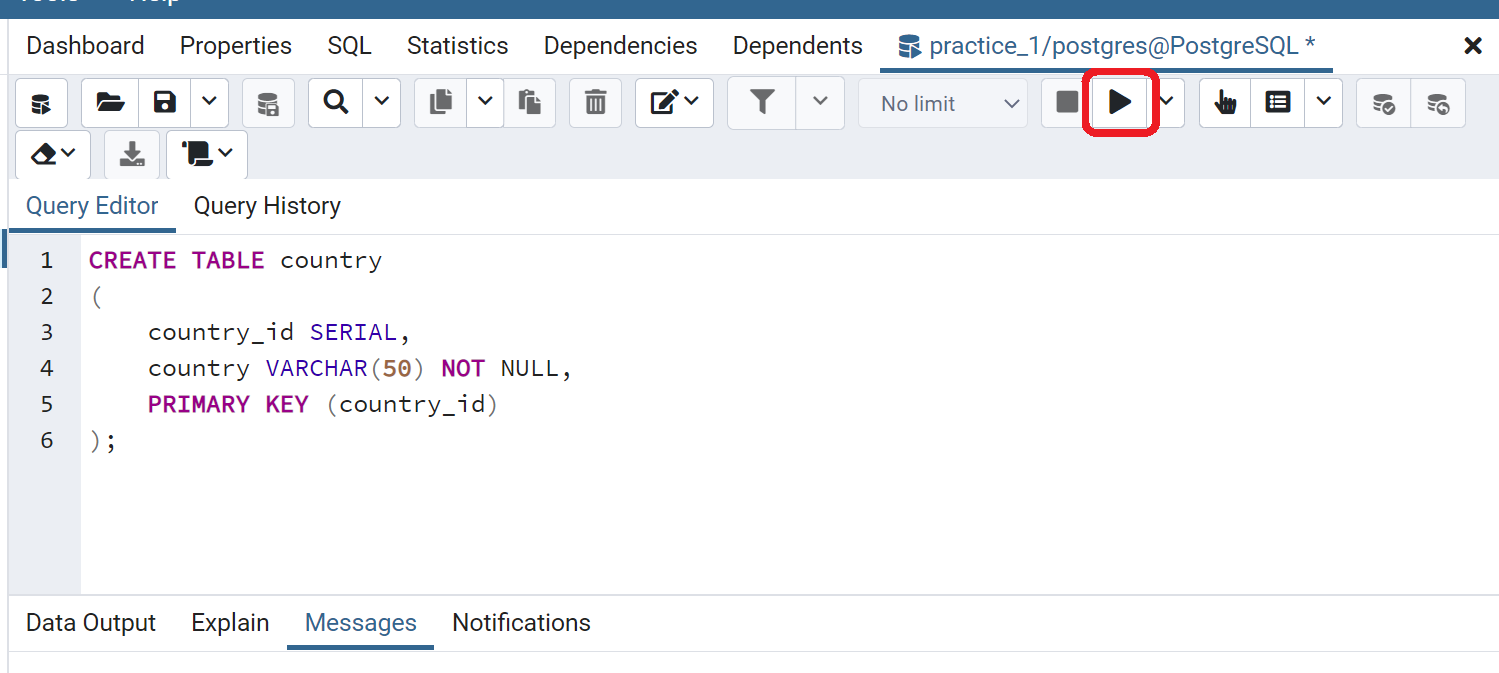 Dashboard Properties SQL Statistics Dependencies Dependents practice_1/postgres@PostgreSQL *
No limit
Query Editor Query History
1 CREATE TABLE country
2 (
3 country_id SERIAL,
4 country VARCHAR(50) NOT NULL,
5 PRIMARY KEY (country_id)
6 );
Data Output Explain Messages Notifications